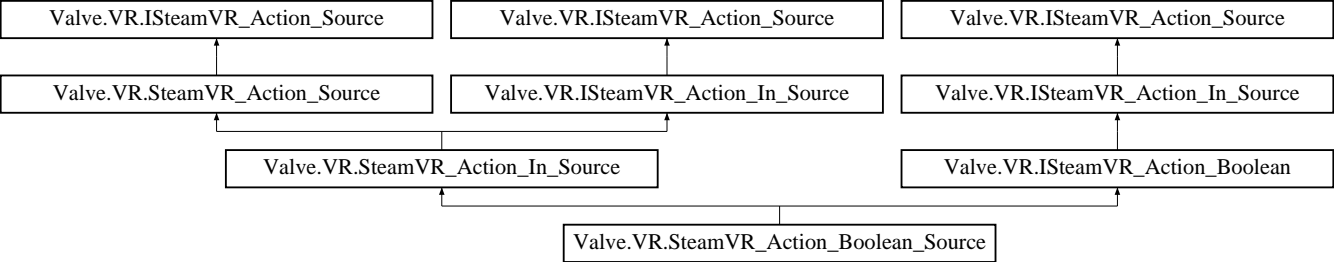 Valve.VR.ISteamVR_Action_Source
Valve.VR.ISteamVR_Action_Source
Valve.VR.ISteamVR_Action_Source
Valve.VR.SteamVR_Action_Source
Valve.VR.ISteamVR_Action_In_Source
Valve.VR.ISteamVR_Action_In_Source
Valve.VR.SteamVR_Action_In_Source
Valve.VR.ISteamVR_Action_Boolean
Valve.VR.SteamVR_Action_Boolean_Source